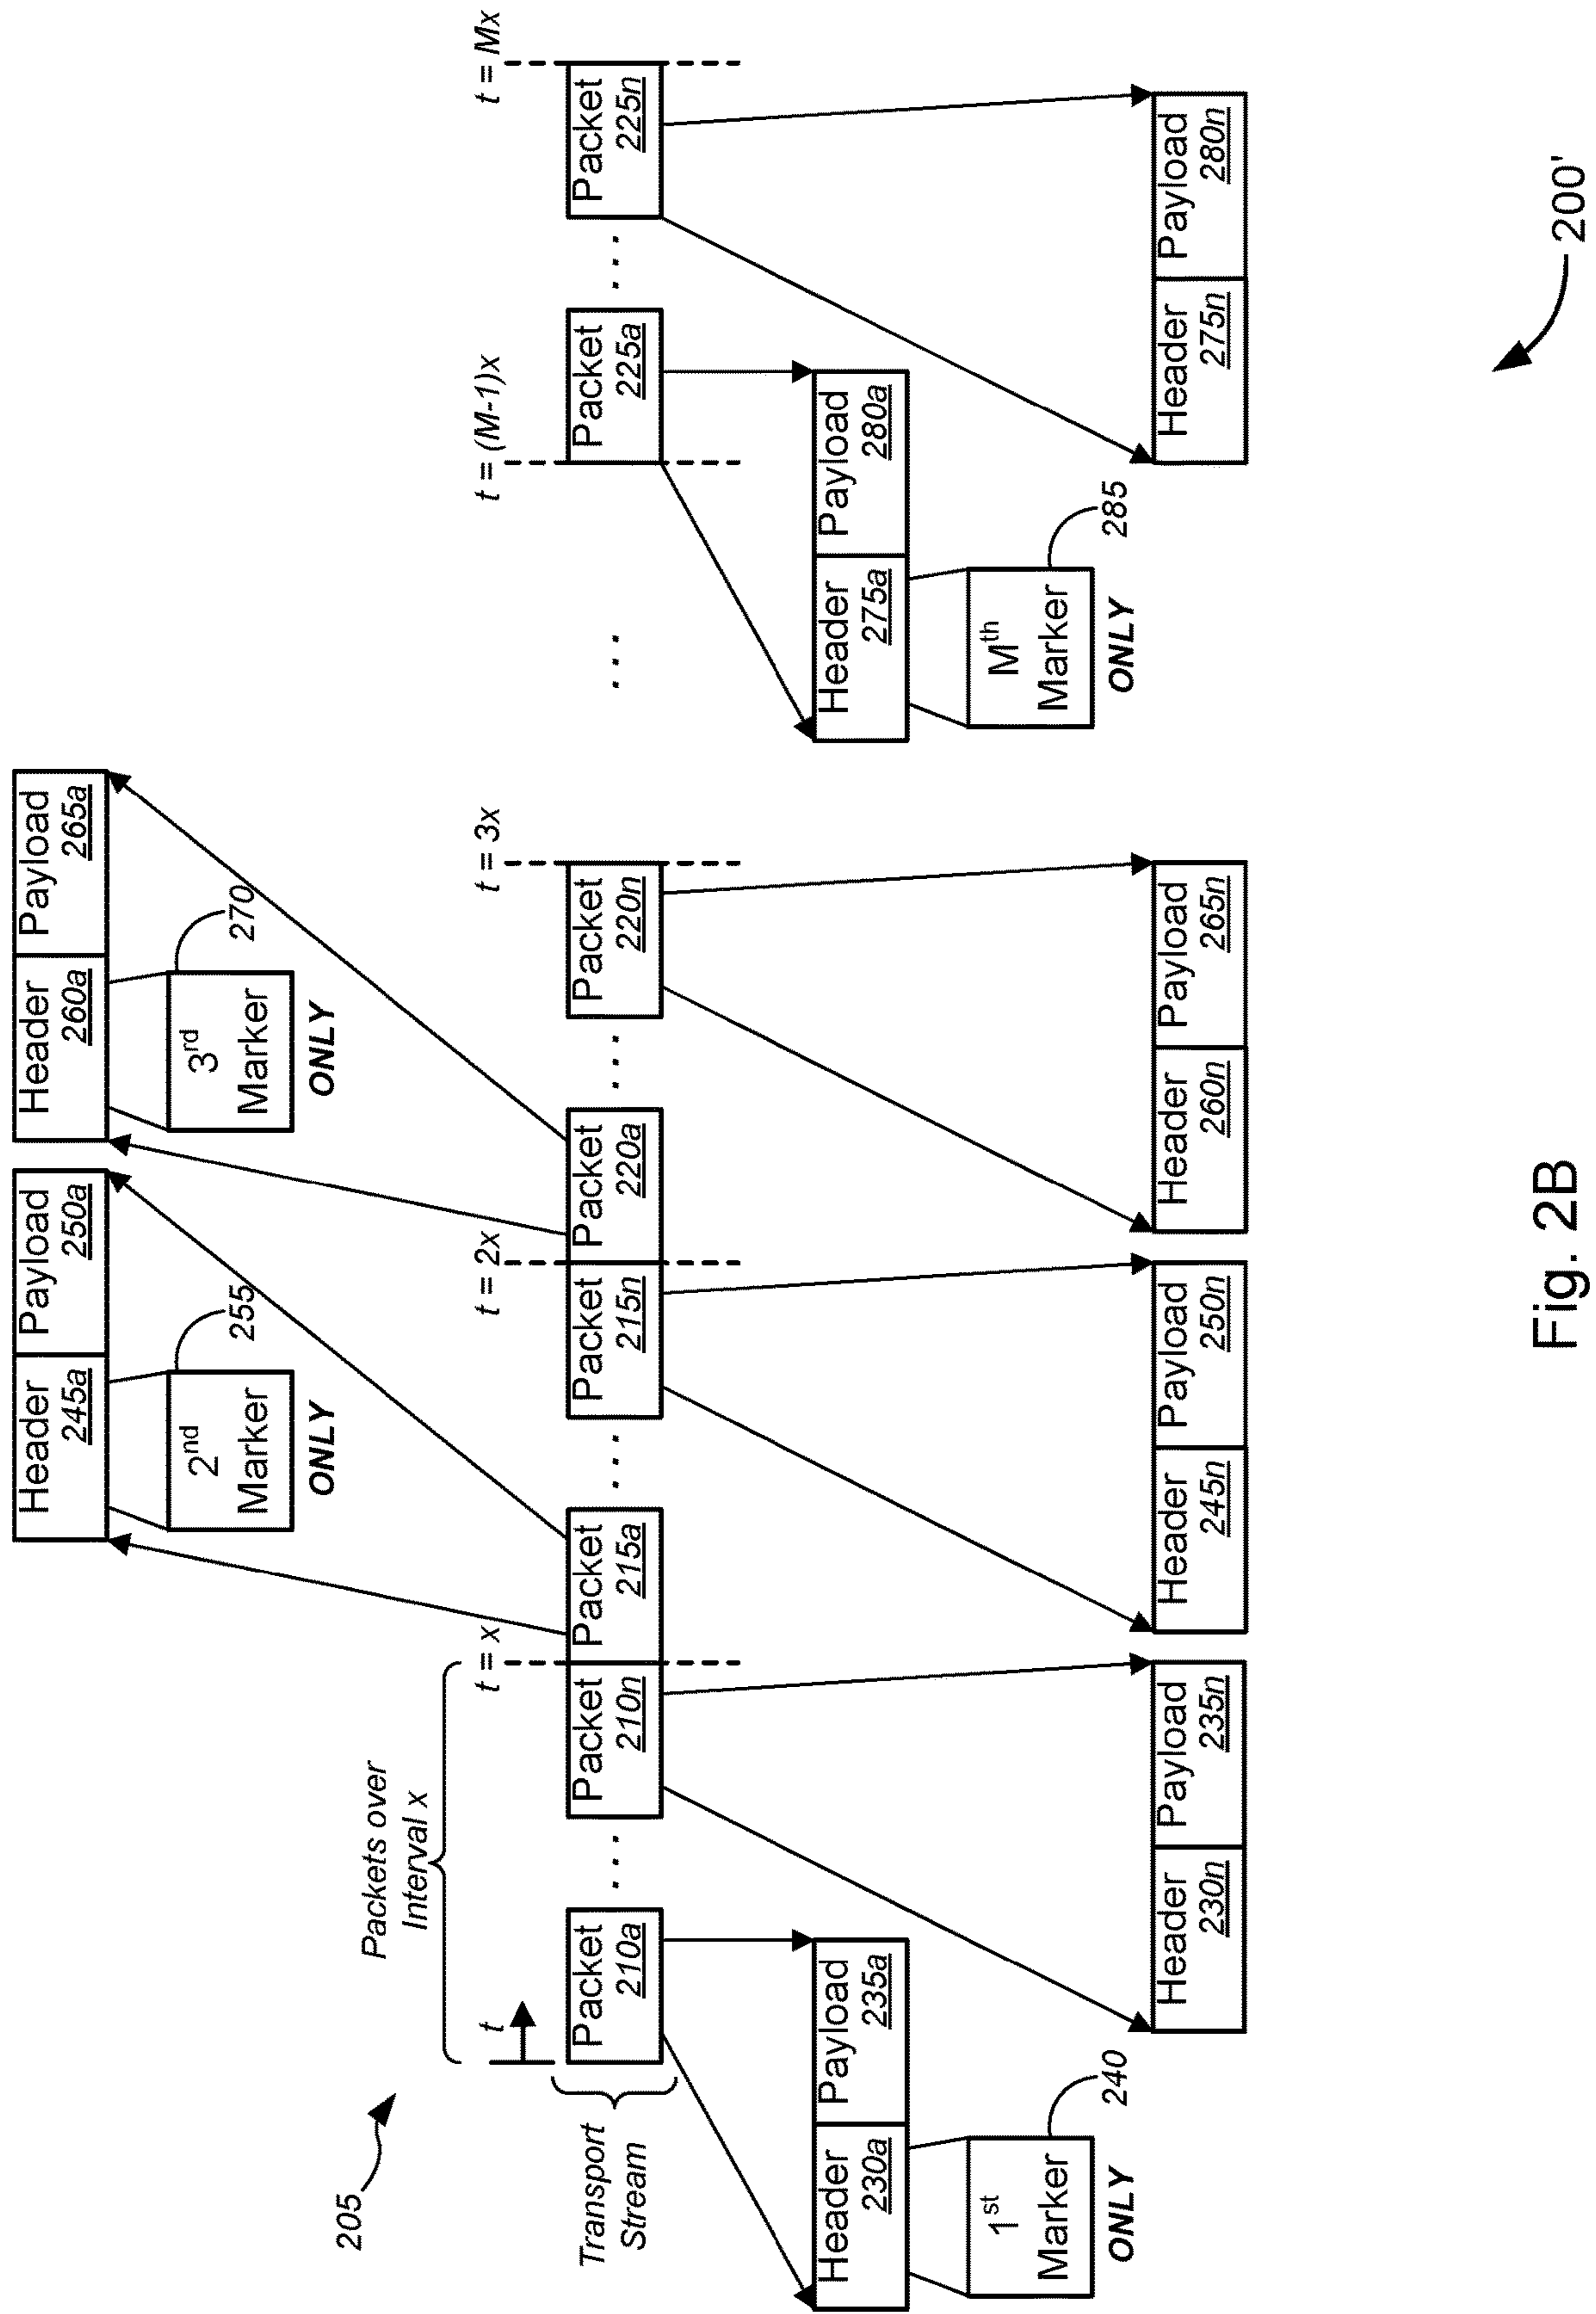 Header
245a
Payload
250a
Header
260a
Payload
265a
2nd
Marker
255
ONLY
3rd
Marker
270
ONLY
205
Packets over
Interval x
t
t = x
t = 2x
t = 3x
t = (M-1)x
t = Mx
Transport
Stream
Packet
210a
...
Packet
210n
Packet
215a
...
Packet
215n
Packet
220a
...
Packet
220n
...
Packet
225a
...
Packet
225n
Header
230a
Payload
235a
Header
275a
Payload
280a
1st
Marker
240
ONLY
Mth
Marker
285
ONLY
Header
230n
Payload
235n
Header
245n
Payload
250n
Header
260n
Payload
265n
Header
275n
Payload
280n
200'
Fig. 2B